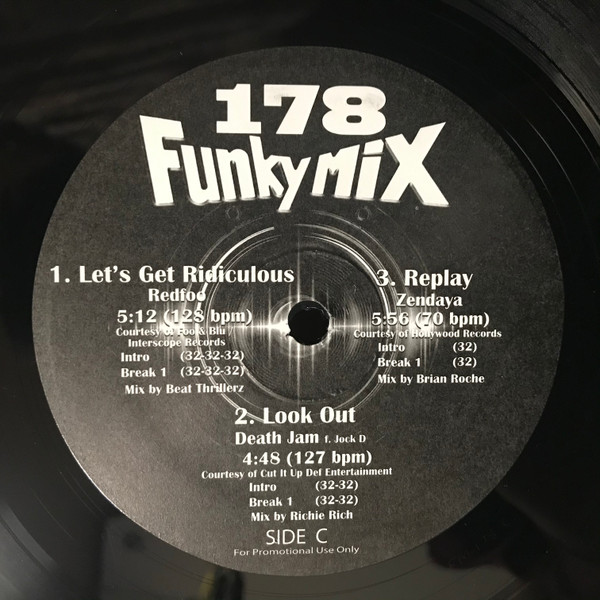 178
Funkymix
1. Let's Get Ridiculous
Redfoo
5:12 (128 bpm)
Courtesy of Foo & Blu /
Interscope Records
Intro (32-32-32)
Break 1 (32-32-32)
Mix by Beat Thrillerz
3. Replay
Zendaya
5:56 (70 bpm)
Courtesy of Hollywood Records
Intro (32)
Break 1 (32)
Mix by Brian Roche
2. Look Out
Death Jam f. Jock D
4:48 (127 bpm)
Courtesy of Cut It Up Def Entertainment
Intro (32-32)
Break 1 (32-32)
Mix by Richie Rich
SIDE C
For Promotional Use Only